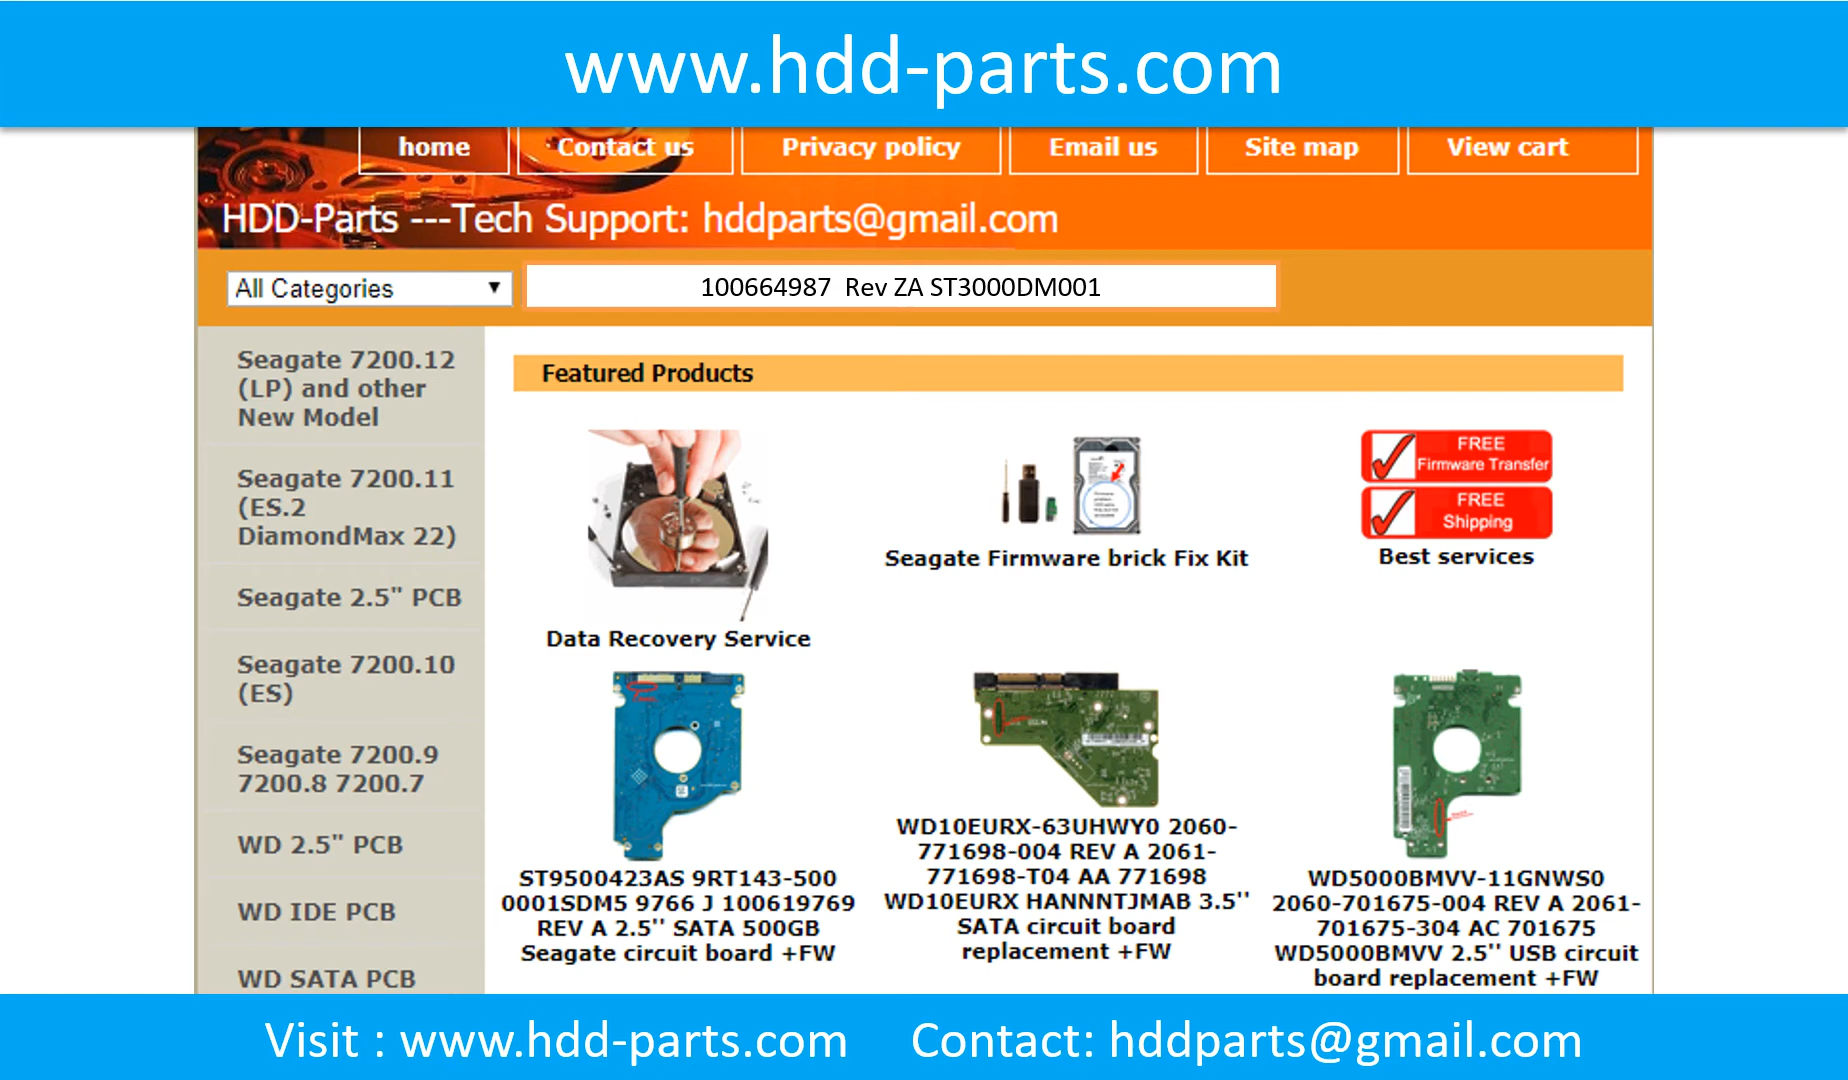 www.hdd-parts.com
home
Contact us
Privacy policy
Email us
Site map
View cart
HDD-Parts ---Tech Support: hddparts@gmail.com
All Categories
100664987 Rev ZA ST3000DM001
Seagate 7200.12
(LP) and other
New Model
Seagate 7200.11
(ES.2
DiamondMax 22)
Seagate 2.5" PCB
Seagate 7200.10
(ES)
Seagate 7200.9
7200.8 7200.7
WD 2.5" PCB
WD IDE PCB
WD SATA PCB
Featured Products
Data Recovery Service
Seagate Firmware brick Fix Kit
FREE
Firmware Transfer
FREE
Shipping
Best services
ST9500423AS 9RT143-500
0001SDM5 9766 J 100619769
REV A 2.5'' SATA 500GB
Seagate circuit board +FW
WD10EURX-63UHWY0 2060-
771698-004 REV A 2061-
771698-T04 AA 771698
WD10EURX HANNNTJMAB 3.5''
SATA circuit board
replacement +FW
WD5000BMVV-11GNWS0
2060-701675-004 REV A 2061-
701675-304 AC 701675
WD5000BMVV 2.5'' USB circuit
board replacement +FW
Visit : www.hdd-parts.com
Contact: hddparts@gmail.com